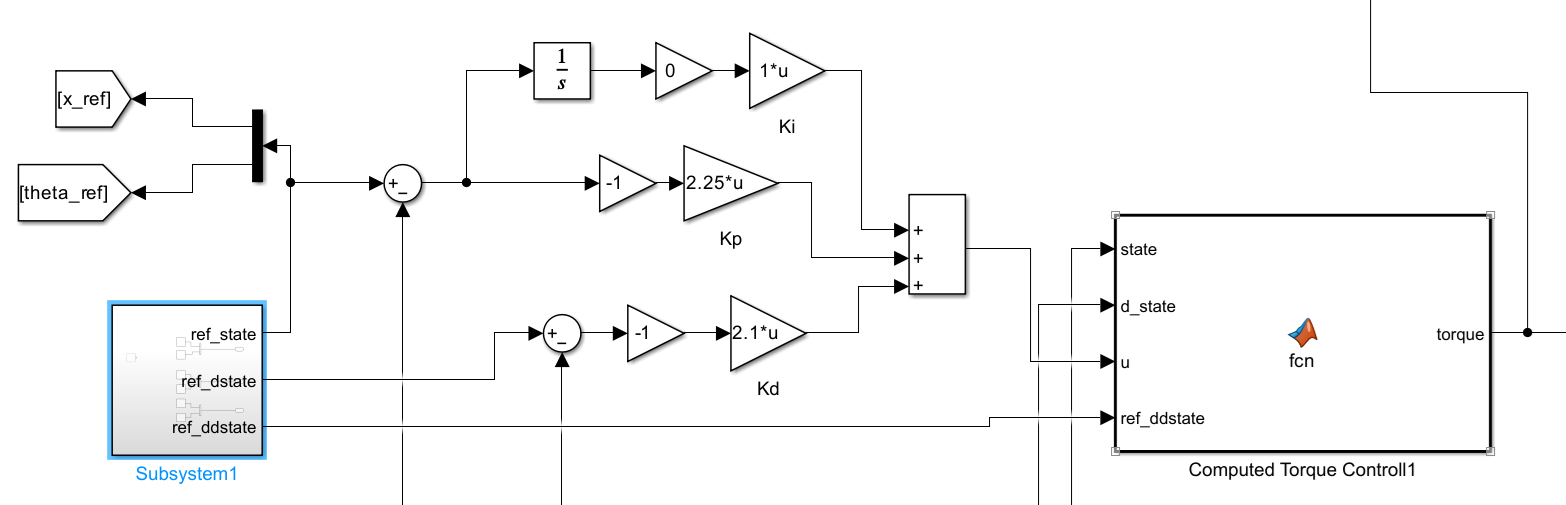 1
s
0
1*u
Ki
[x_ref]
[theta_ref]
+
_
-1
2.25*u
Kp
+
+
+
ref_state
ref_dstate
ref_ddstate
Subsystem1
+
_
-1
2.1*u
Kd
state
d_state
u
ref_ddstate
fcn
torque
Computed Torque Controll1